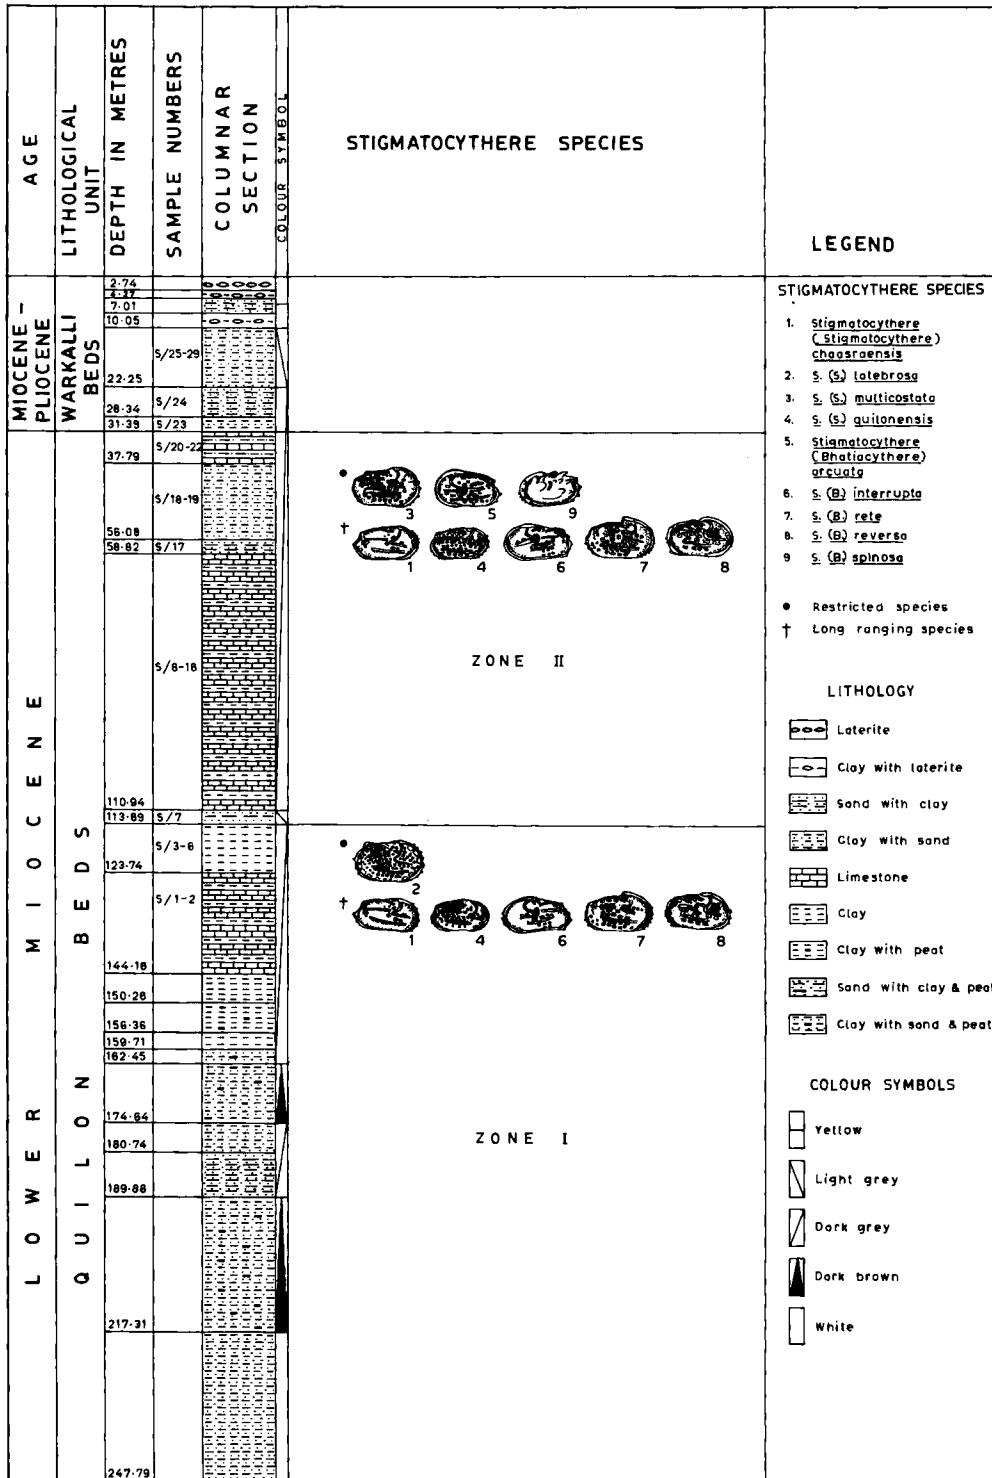 AGE
LITHOLOGICAL UNIT
DEPTH IN METRES
SAMPLE NUMBERS
COLUMNAR SECTION
COLOUR SYMBOL
STIGMATOCYTHERE SPECIES
LEGEND
MIOCENE - PLIOCENE
WARKALLI BEDS
LOWER MIOCENE
QUILON BEDS
2·74
4·27
7·01
10·05
S/25-29
22·25
S/24
28·34
31·39 S/23
S/20-22
37·79
S/18-19
56·08
58·82 S/17
S/8-16
110·94
113·69 S/7
S/3-6
123·74
S/1-2
144·16
150·26
156·36
159·71
162·45
174·64
180·74
189·88
217·31
247·79
● 3 5 9
† 1 4 6 7 8
ZONE II
● 2
† 1 4 6 7 8
ZONE I
STIGMATOCYTHERE SPECIES
1. Stigmatocythere
(Stigmatocythere)
chaasraensis
2. S. (S.) latebrosa
3. S. (S.) multicostata
4. S. (S.) quilonensis
5. Stigmatocythere
(Bhatiacythere)
arcuata
6. S. (B.) interrupta
7. S. (B.) rete
8. S. (B.) reversa
9 S. (B.) spinosa
● Restricted species
† Long ranging species
LITHOLOGY
Laterite
Clay with laterite
Sand with clay
Clay with sand
Limestone
Clay
Clay with peat
Sand with clay & peat
Clay with sand & peat
COLOUR SYMBOLS
Yellow
Light grey
Dark grey
Dark brown
White